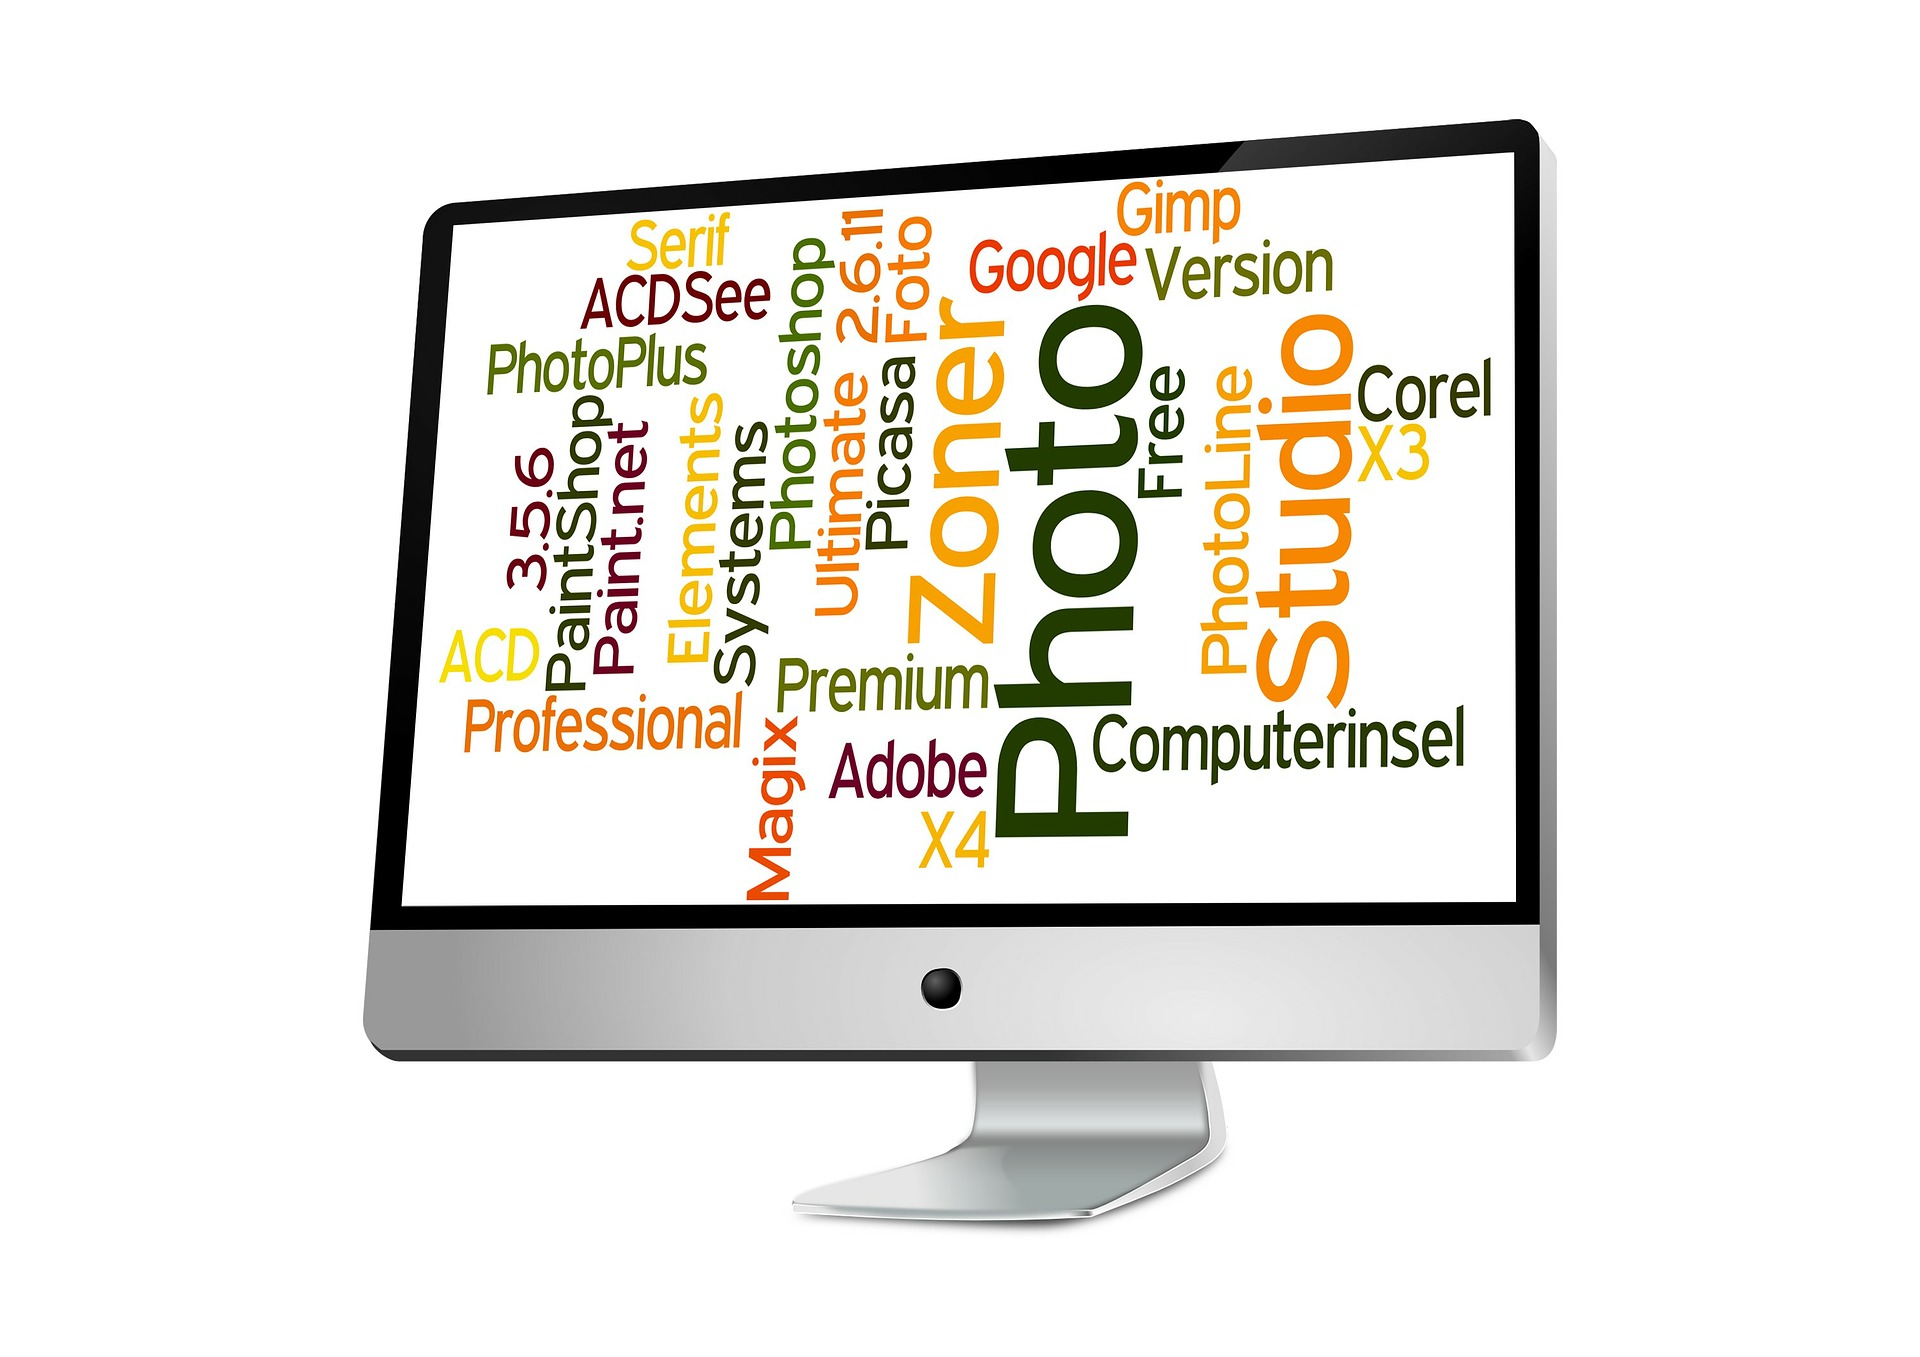 Gimp
Serif
Google
Version
ACDSee
2.6.11
Foto
Photoshop
PhotoPlus
Zoner
Photo
Studio
Corel
X3
Free
PhotoLine
Picasa
Ultimate
Elements
Systems
PaintShop
Paint.net
3.5.6
ACD
Professional
Premium
Computerinsel
Magix
Adobe
X4